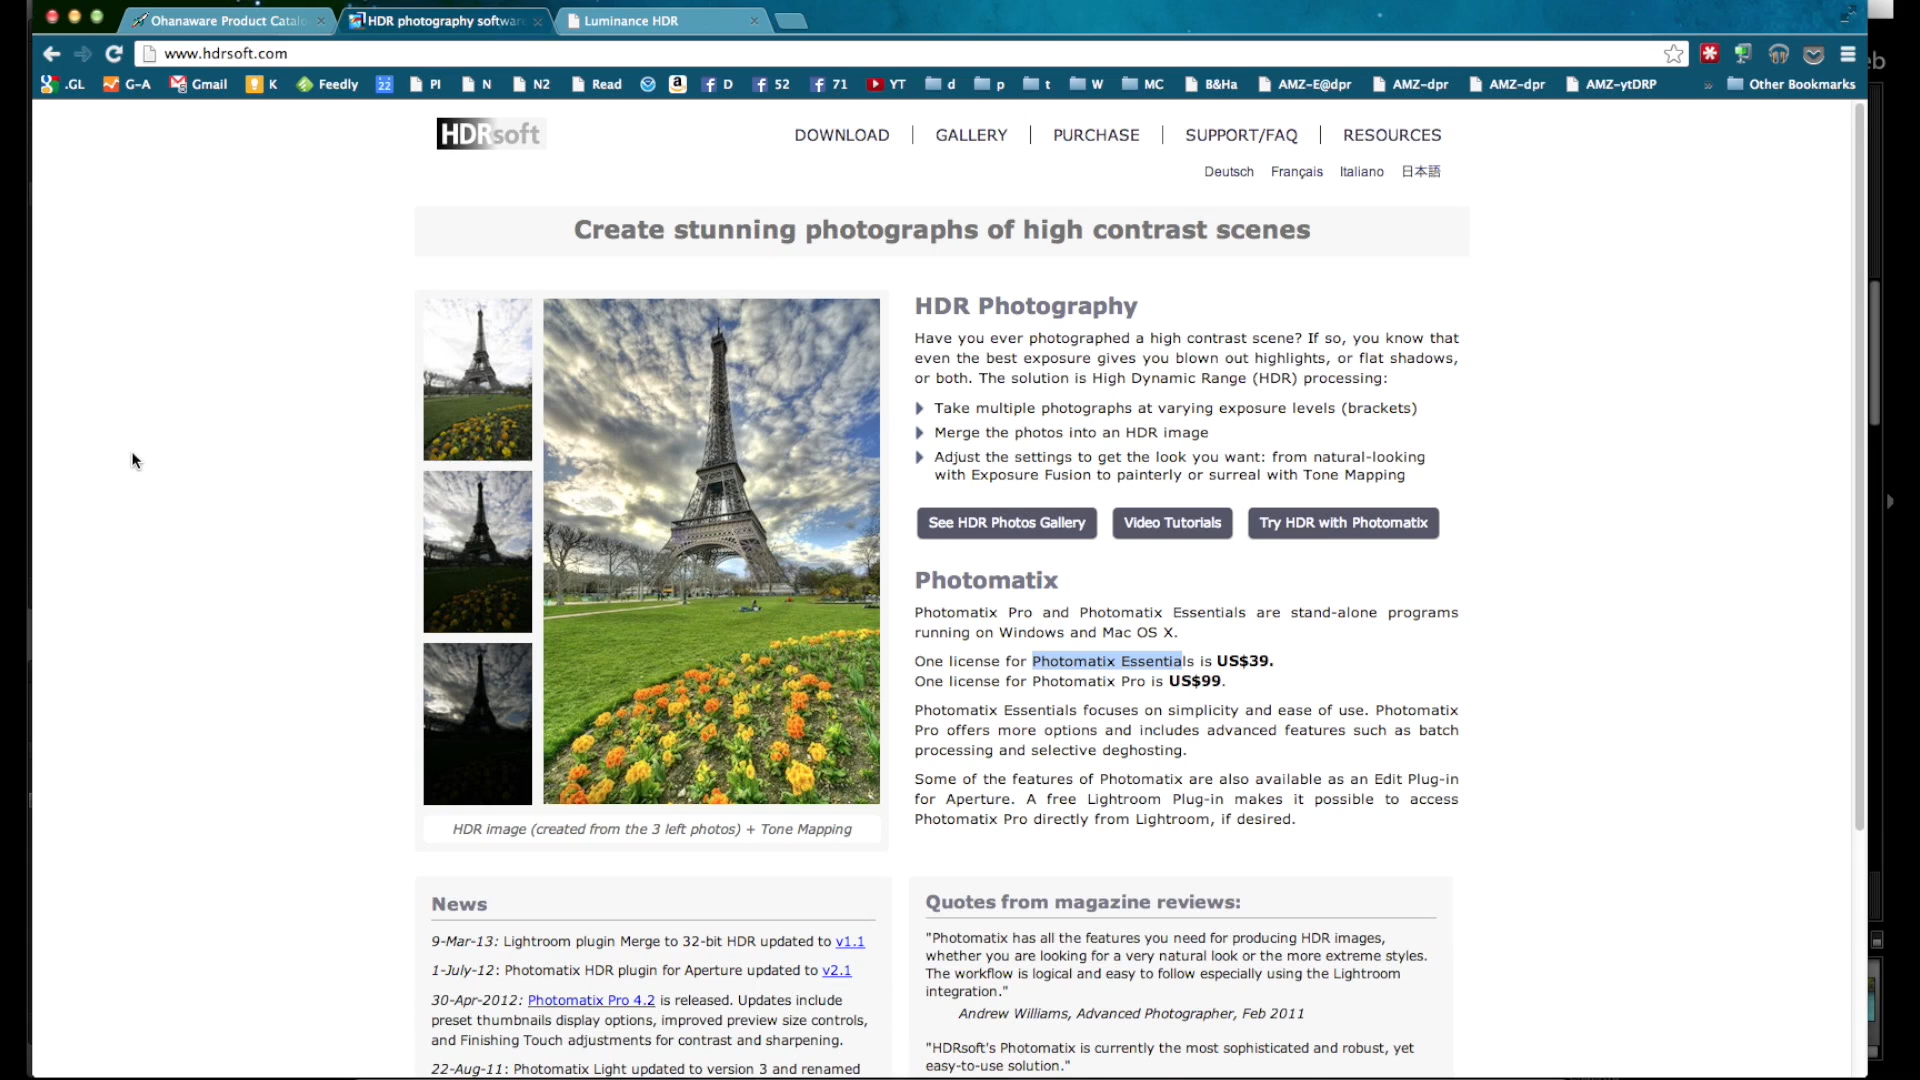 Ohanaware Product Catalo
HDR photography software
Luminance HDR
www.hdrsoft.com
.GL G-A Gmail K Feedly 22 PI N N2 Read a D 52 71 YT d p t W MC B&Ha AMZ-E@dpr AMZ-dpr AMZ-dpr AMZ-ytDRP » Other Bookmarks
eb
HDRsoft
DOWNLOAD | GALLERY | PURCHASE | SUPPORT/FAQ | RESOURCES
Deutsch Français Italiano 日本語
Create stunning photographs of high contrast scenes
HDR image (created from the 3 left photos) + Tone Mapping
HDR Photography
Have you ever photographed a high contrast scene? If so, you know that
even the best exposure gives you blown out highlights, or flat shadows,
or both. The solution is High Dynamic Range (HDR) processing:
Take multiple photographs at varying exposure levels (brackets)
Merge the photos into an HDR image
Adjust the settings to get the look you want: from natural-looking
with Exposure Fusion to painterly or surreal with Tone Mapping
See HDR Photos Gallery
Video Tutorials
Try HDR with Photomatix
Photomatix
Photomatix Pro and Photomatix Essentials are stand-alone programs
running on Windows and Mac OS X.
One license for Photomatix Essentials is US$39.
One license for Photomatix Pro is US$99.
Photomatix Essentials focuses on simplicity and ease of use. Photomatix
Pro offers more options and includes advanced features such as batch
processing and selective deghosting.
Some of the features of Photomatix are also available as an Edit Plug-in
for Aperture. A free Lightroom Plug-in makes it possible to access
Photomatix Pro directly from Lightroom, if desired.
News
9-Mar-13: Lightroom plugin Merge to 32-bit HDR updated to v1.1
1-July-12: Photomatix HDR plugin for Aperture updated to v2.1
30-Apr-2012: Photomatix Pro 4.2 is released. Updates include
preset thumbnails display options, improved preview size controls,
and Finishing Touch adjustments for contrast and sharpening.
22-Aug-11: Photomatix Light updated to version 3 and renamed
Quotes from magazine reviews:
"Photomatix has all the features you need for producing HDR images,
whether you are looking for a very natural look or the more extreme styles.
The workflow is logical and easy to follow especially using the Lightroom
integration."
Andrew Williams, Advanced Photographer, Feb 2011
"HDRsoft's Photomatix is currently the most sophisticated and robust, yet
easy-to-use solution."